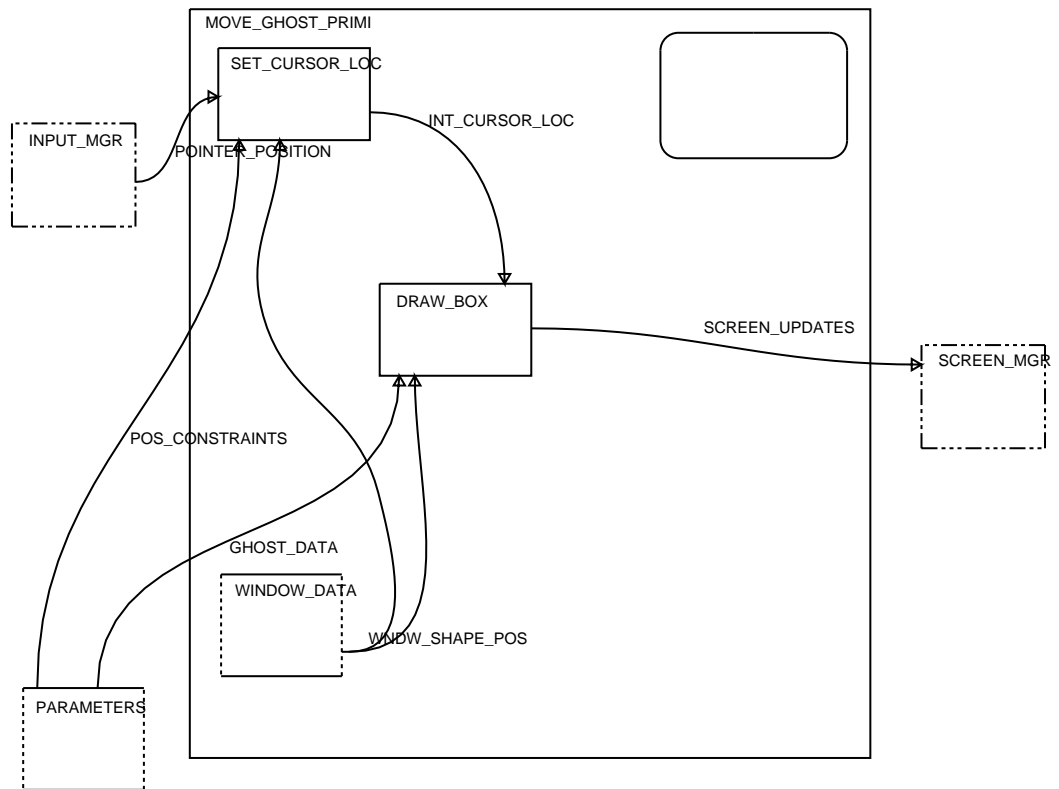 MOVE_GHOST_PRIMI
SET_CURSOR_LOC
INT_CURSOR_LOC
INPUT_MGR
POINTER_POSITION
DRAW_BOX
SCREEN_UPDATES
SCREEN_MGR
POS_CONSTRAINTS
GHOST_DATA
WINDOW_DATA
WNDW_SHAPE_POS
PARAMETERS